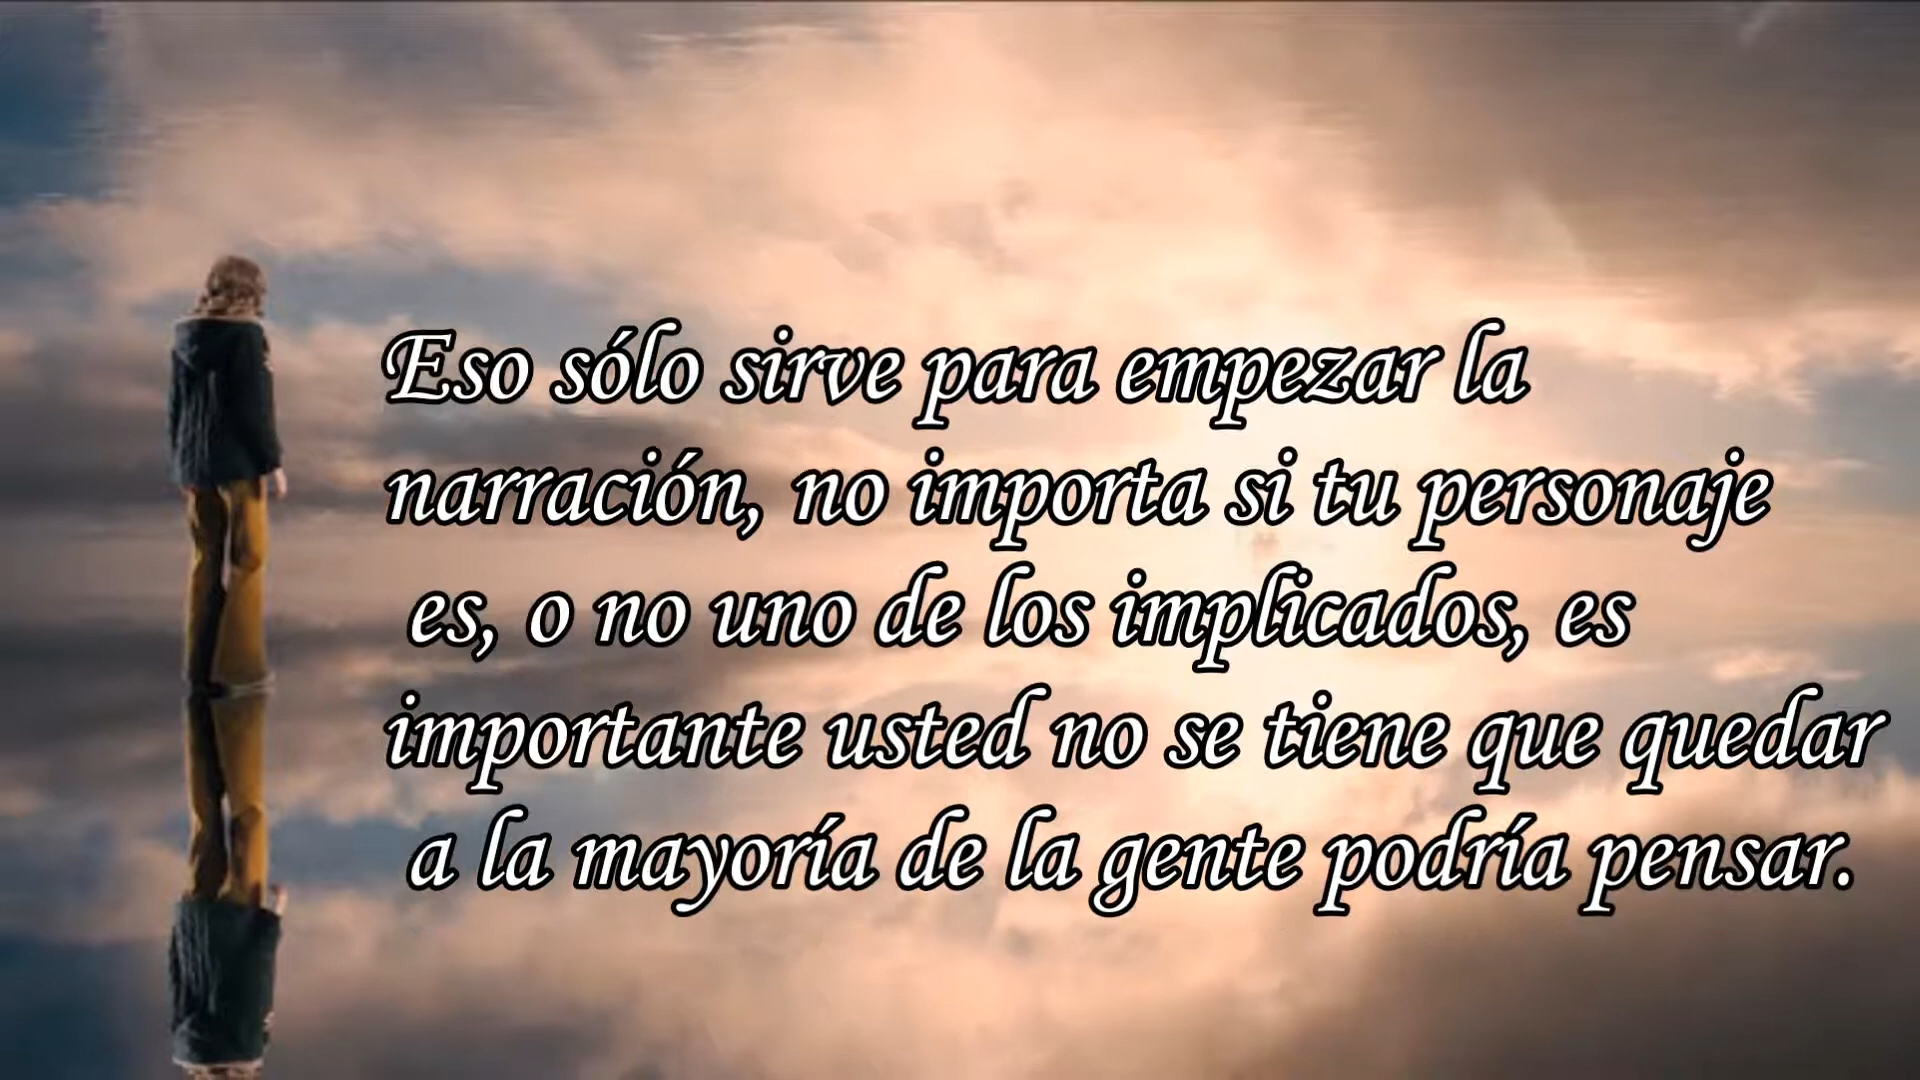 Eso sólo sirve para empezar la
narración, no importa si tu personaje
es, o no uno de los implicados, es
importante usted no se tiene que quedar
a la mayoría de la gente podría pensar.